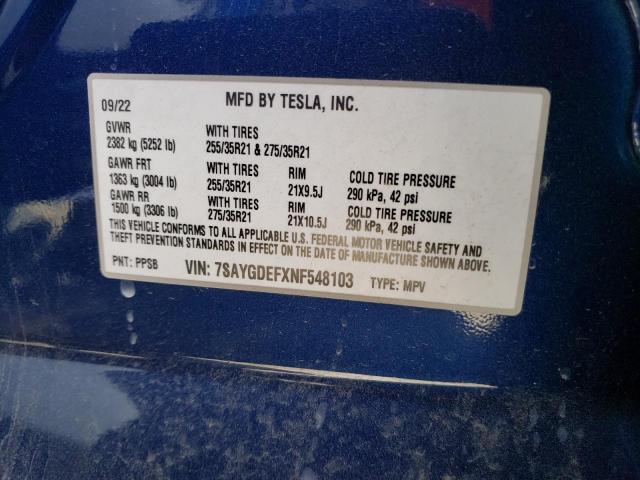 09/22 MFD BY TESLA, INC.
GVWR WITH TIRES
2382 kg (5252 lb) 255/35R21 & 275/35R21
GAWR FRT WITH TIRES RIM COLD TIRE PRESSURE
1363 kg (3004 lb) 255/35R21 21X9.5J 290 kPa, 42 psi
GAWR RR WITH TIRES RIM COLD TIRE PRESSURE
1500 kg (3306 lb) 275/35R21 21X10.5J 290 kPa, 42 psi
THIS VEHICLE CONFORMS TO ALL APPLICABLE U.S. FEDERAL MOTOR VEHICLE SAFETY AND
THEFT PREVENTION STANDARDS IN EFFECT ON THE DATE OF MANUFACTURE SHOWN ABOVE.
PNT: PPSB VIN: 7SAYGDEFXNF548103 TYPE: MPV